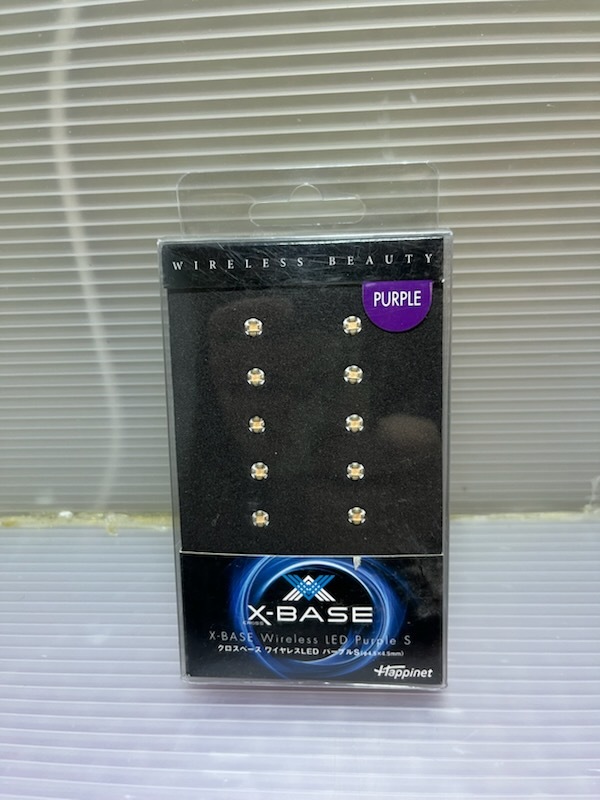 WIRELESS BEAUTY
PURPLE
X-BASE
CROSS
X-BASE Wireless LED Purple S
クロスベース ワイヤレスLED パープルS(φ4.5×4.5mm)
Happinet